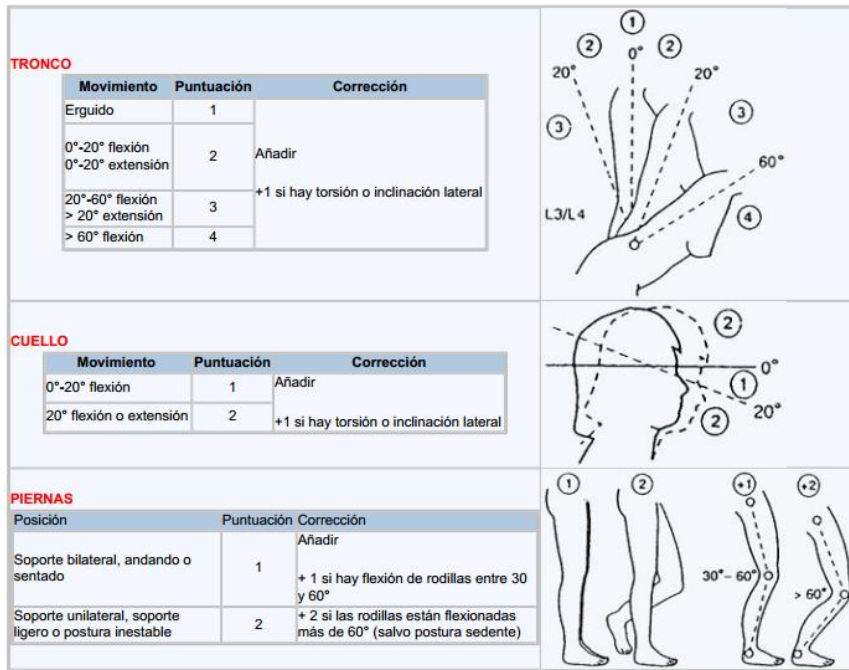 TRONCO
Movimiento Puntuación Corrección
Erguido 1
0°-20° flexión
0°-20° extensión
2
Añadir
+1 si hay torsión o inclinación lateral
20°-60° flexión
> 20° extensión
3
> 60° flexión 4
1
2 0° 2
20° 20°
3 3
60°
L3/L4
4
CUELLO
Movimiento Puntuación Corrección
0°-20° flexión 1
Añadir
20° flexión o extensión 2
+1 si hay torsión o inclinación lateral
2
0°
1
20°
2
PIERNAS
Posición Puntuación Corrección
Soporte bilateral, andando o
sentado
1
Añadir
+ 1 si hay flexión de rodillas entre 30
y 60°
Soporte unilateral, soporte
ligero o postura inestable
2
+ 2 si las rodillas están flexionadas
más de 60° (salvo postura sedente)
1 2 +1 +2
30°– 60°
> 60°